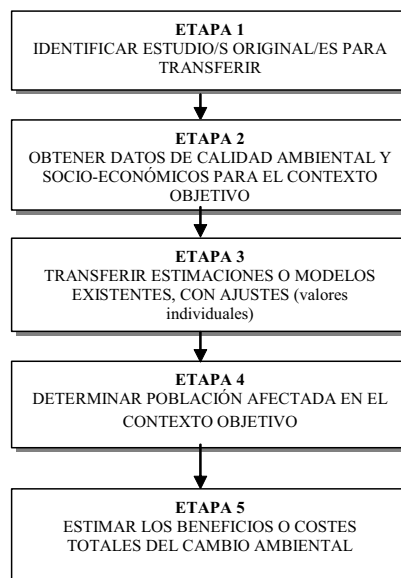 ETAPA 1
IDENTIFICAR ESTUDIO/S ORIGINAL/ES PARA
TRANSFERIR
ETAPA 2
OBTENER DATOS DE CALIDAD AMBIENTAL Y
SOCIO-ECONÓMICOS PARA EL CONTEXTO
OBJETIVO
ETAPA 3
TRANSFERIR ESTIMACIONES O MODELOS
EXISTENTES, CON AJUSTES (valores
individuales)
ETAPA 4
DETERMINAR POBLACIÓN AFECTADA EN EL
CONTEXTO OBJETIVO
ETAPA 5
ESTIMAR LOS BENEFICIOS O COSTES
TOTALES DEL CAMBIO AMBIENTAL